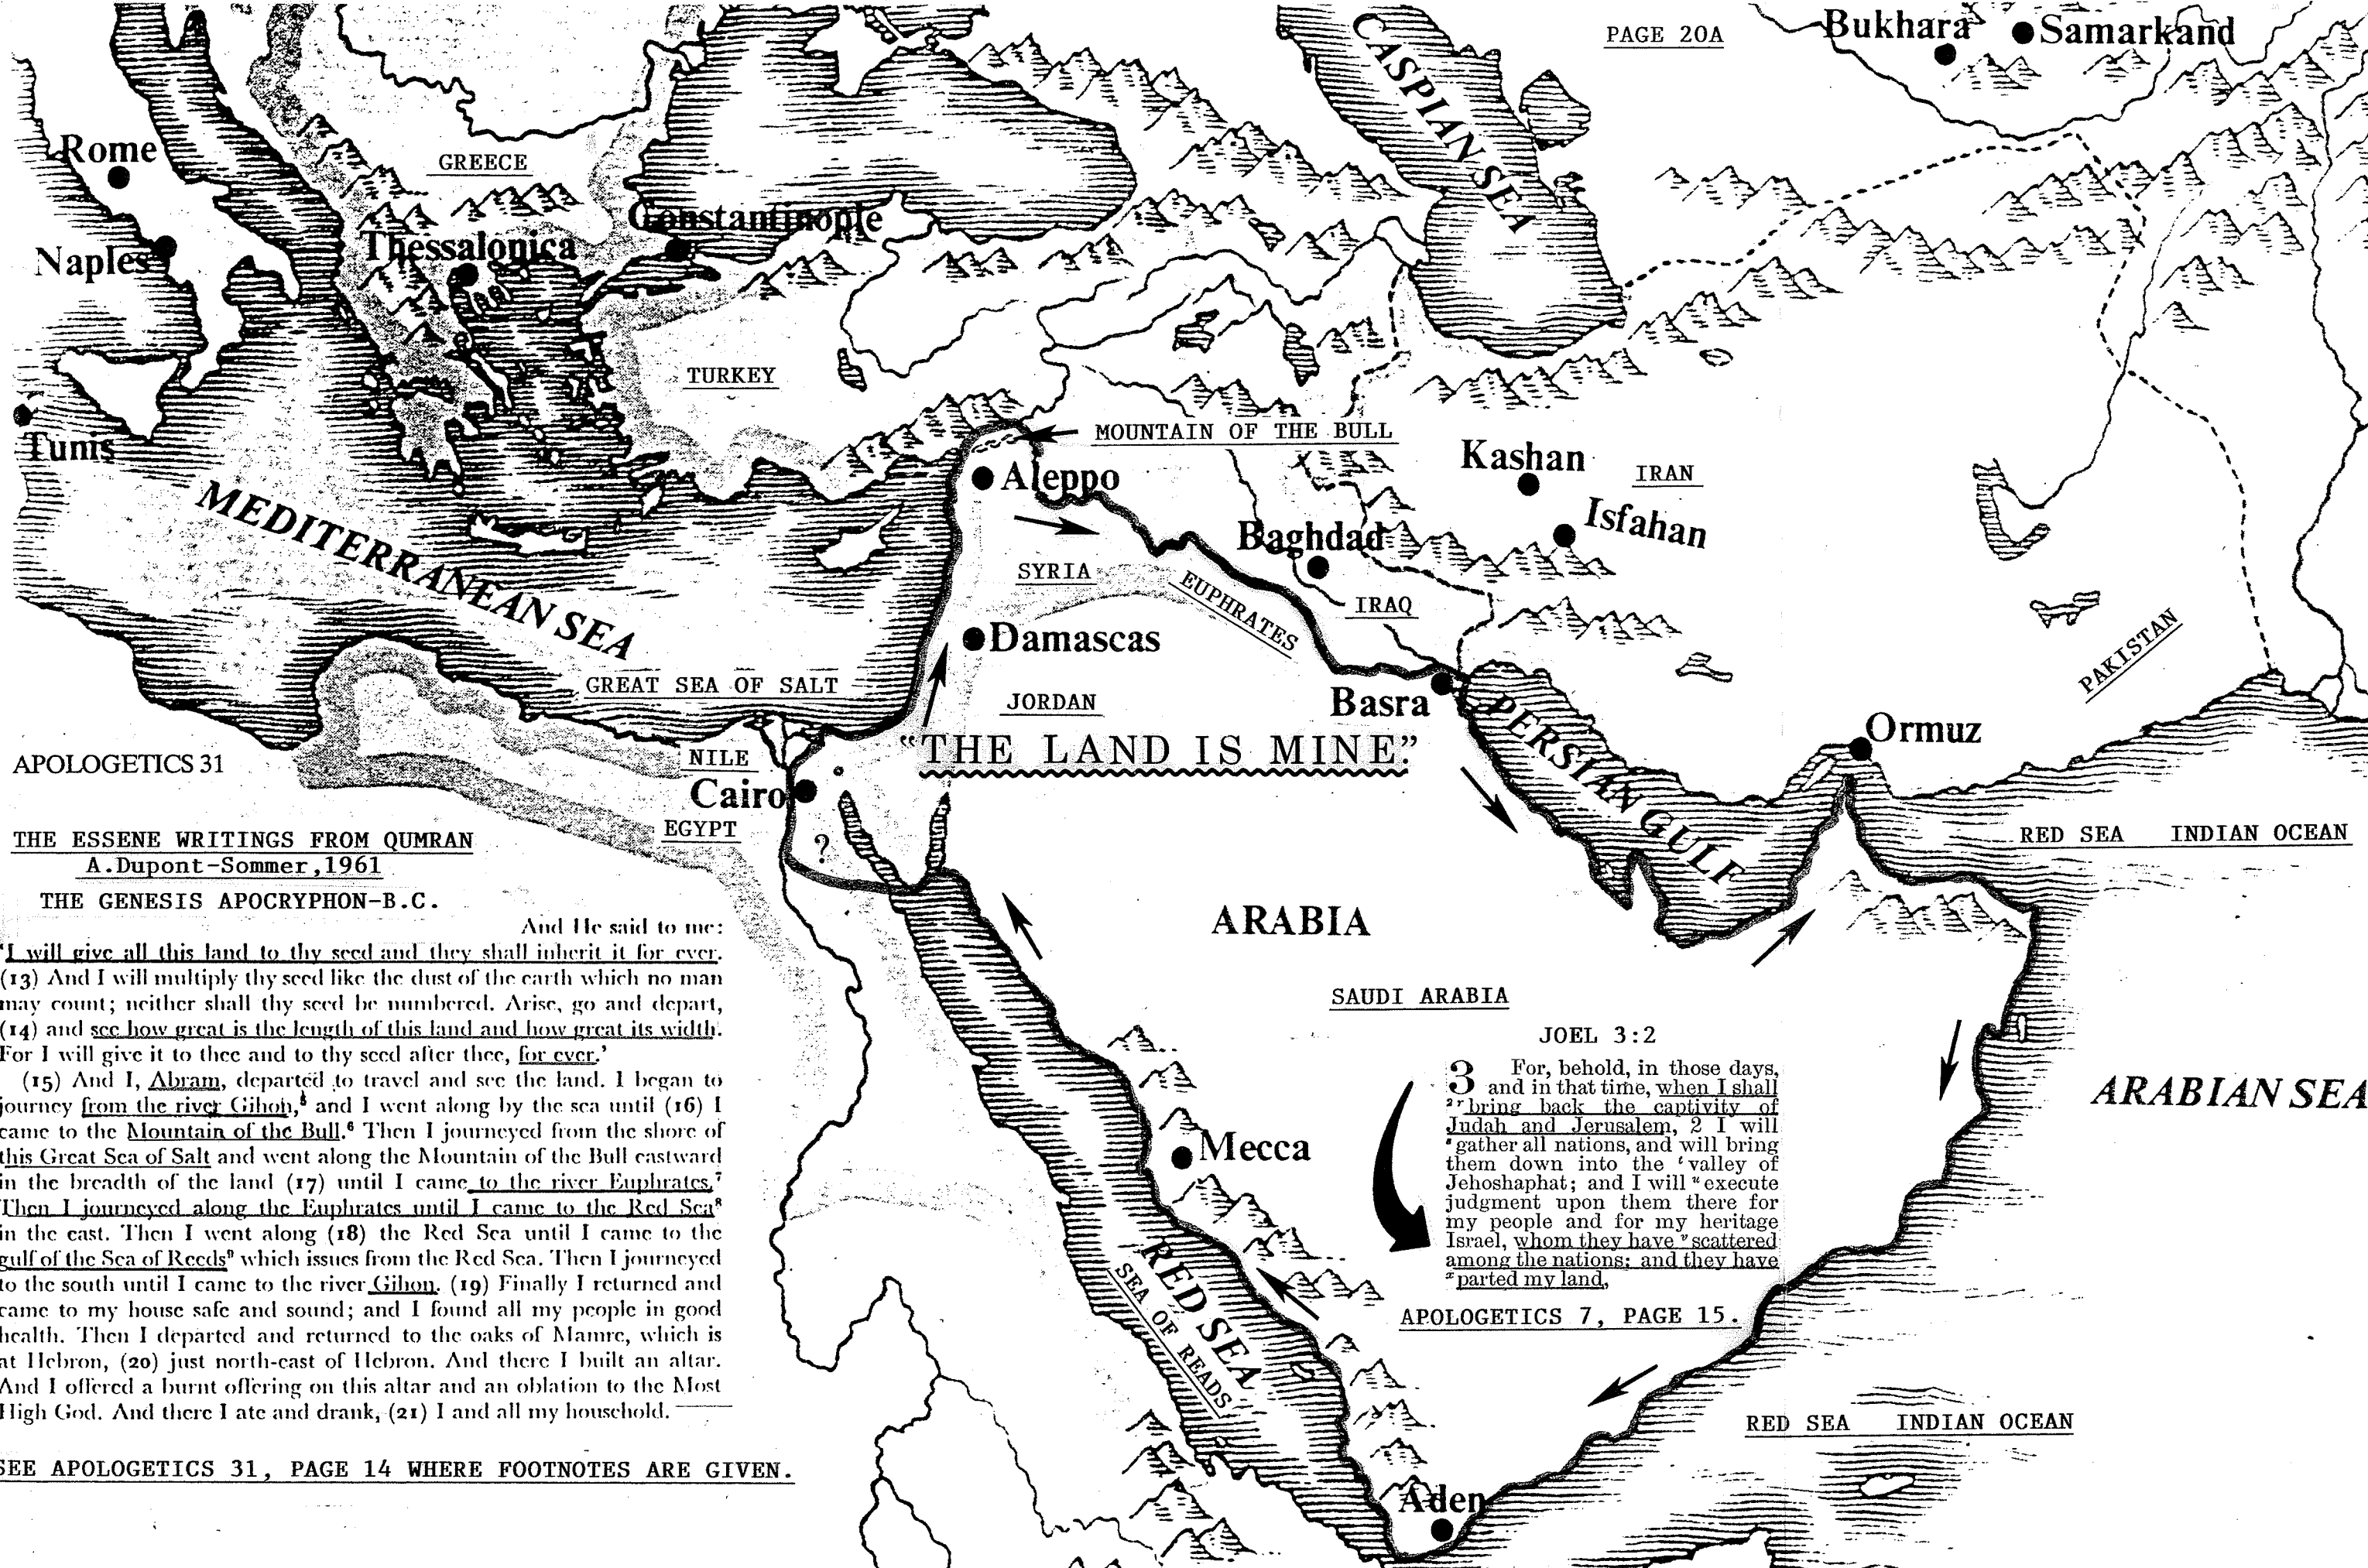 PAGE 20A
Bukhara
Samarkand
CASPIAN SEA
Rome
GREECE
Constantinople
Thessalonica
Naples
TURKEY
Tunis
MOUNTAIN OF THE BULL
Aleppo
Kashan
IRAN
Isfahan
MEDITERRANEAN SEA
Baghdad
SYRIA
EUPHRATES
IRAQ
Damascas
PAKISTAN
GREAT SEA OF SALT
JORDAN
Basra
PERSIAN GULF
Ormuz
"THE LAND IS MINE."
NILE
APOLOGETICS 31
Cairo
EGYPT
?
RED SEA INDIAN OCEAN
ARABIA
SAUDI ARABIA
ARABIAN SEA
THE ESSENE WRITINGS FROM QUMRAN
A.Dupont-Sommer,1961
THE GENESIS APOCRYPHON-B.C.
And He said to me:
'I will give all this land to thy seed and they shall inherit it for ever.
(13) And I will multiply thy seed like the dust of the earth which no man
may count; neither shall thy seed be numbered. Arise, go and depart,
(14) and see how great is the length of this land and how great its width.
For I will give it to thee and to thy seed after thee, for ever.'
(15) And I, Abram, departed to travel and see the land. I began to
journey from the river Gihon,⁵ and I went along by the sea until (16) I
came to the Mountain of the Bull.⁶ Then I journeyed from the shore of
this Great Sea of Salt and went along the Mountain of the Bull eastward
in the breadth of the land (17) until I came to the river Euphrates.⁷
Then I journeyed along the Euphrates until I came to the Red Sea⁸
in the east. Then I went along (18) the Red Sea until I came to the
gulf of the Sea of Reeds⁹ which issues from the Red Sea. Then I journeyed
to the south until I came to the river Gihon. (19) Finally I returned and
came to my house safe and sound; and I found all my people in good
health. Then I departed and returned to the oaks of Mamre, which is
at Hebron, (20) just north-east of Hebron. And there I built an altar.
And I offered a burnt offering on this altar and an oblation to the Most
High God. And there I ate and drank, (21) I and all my household.
SEE APOLOGETICS 31, PAGE 14 WHERE FOOTNOTES ARE GIVEN.
JOEL 3:2
3 For, behold, in those days,
and in that time, when I shall
bring back the captivity of
Judah and Jerusalem, 2 I will
gather all nations, and will bring
them down into the valley of
Jehoshaphat; and I will execute
judgment upon them there for
my people and for my heritage
Israel, whom they have scattered
among the nations: and they have
parted my land,
APOLOGETICS 7, PAGE 15.
Mecca
RED SEA
SEA OF READS
RED SEA INDIAN OCEAN
Aden